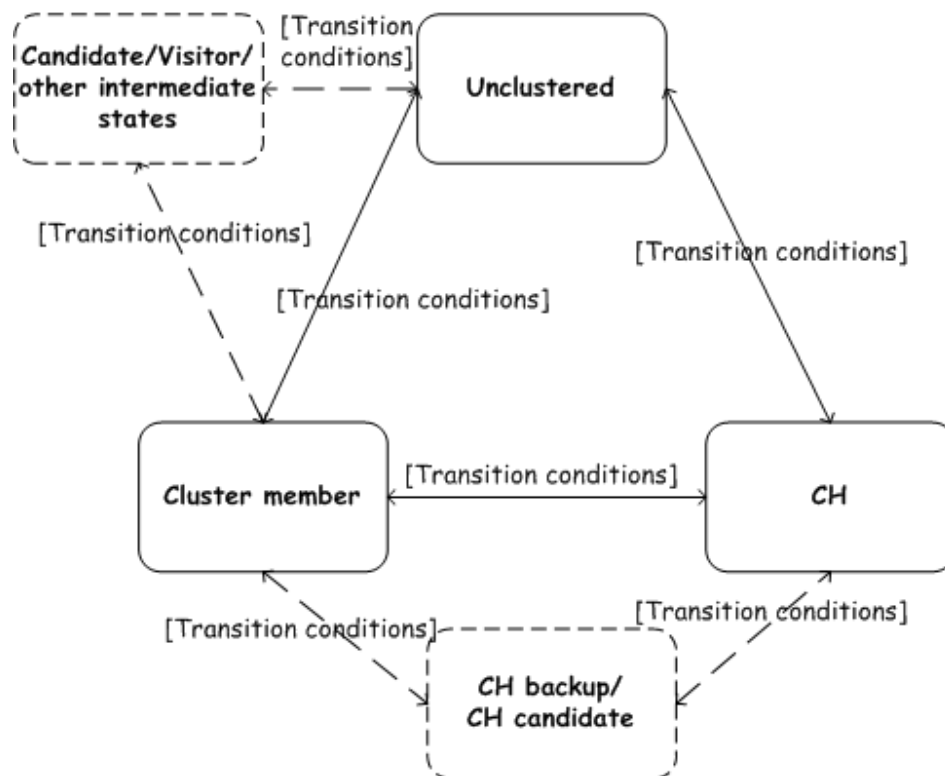 [Transition
conditions]
Candidate/Visitor/
other intermediate
states
Unclustered
[Transition conditions]
[Transition conditions]
[Transition conditions]
[Transition conditions]
Cluster member
CH
[Transition conditions]
[Transition conditions]
CH backup/
CH candidate